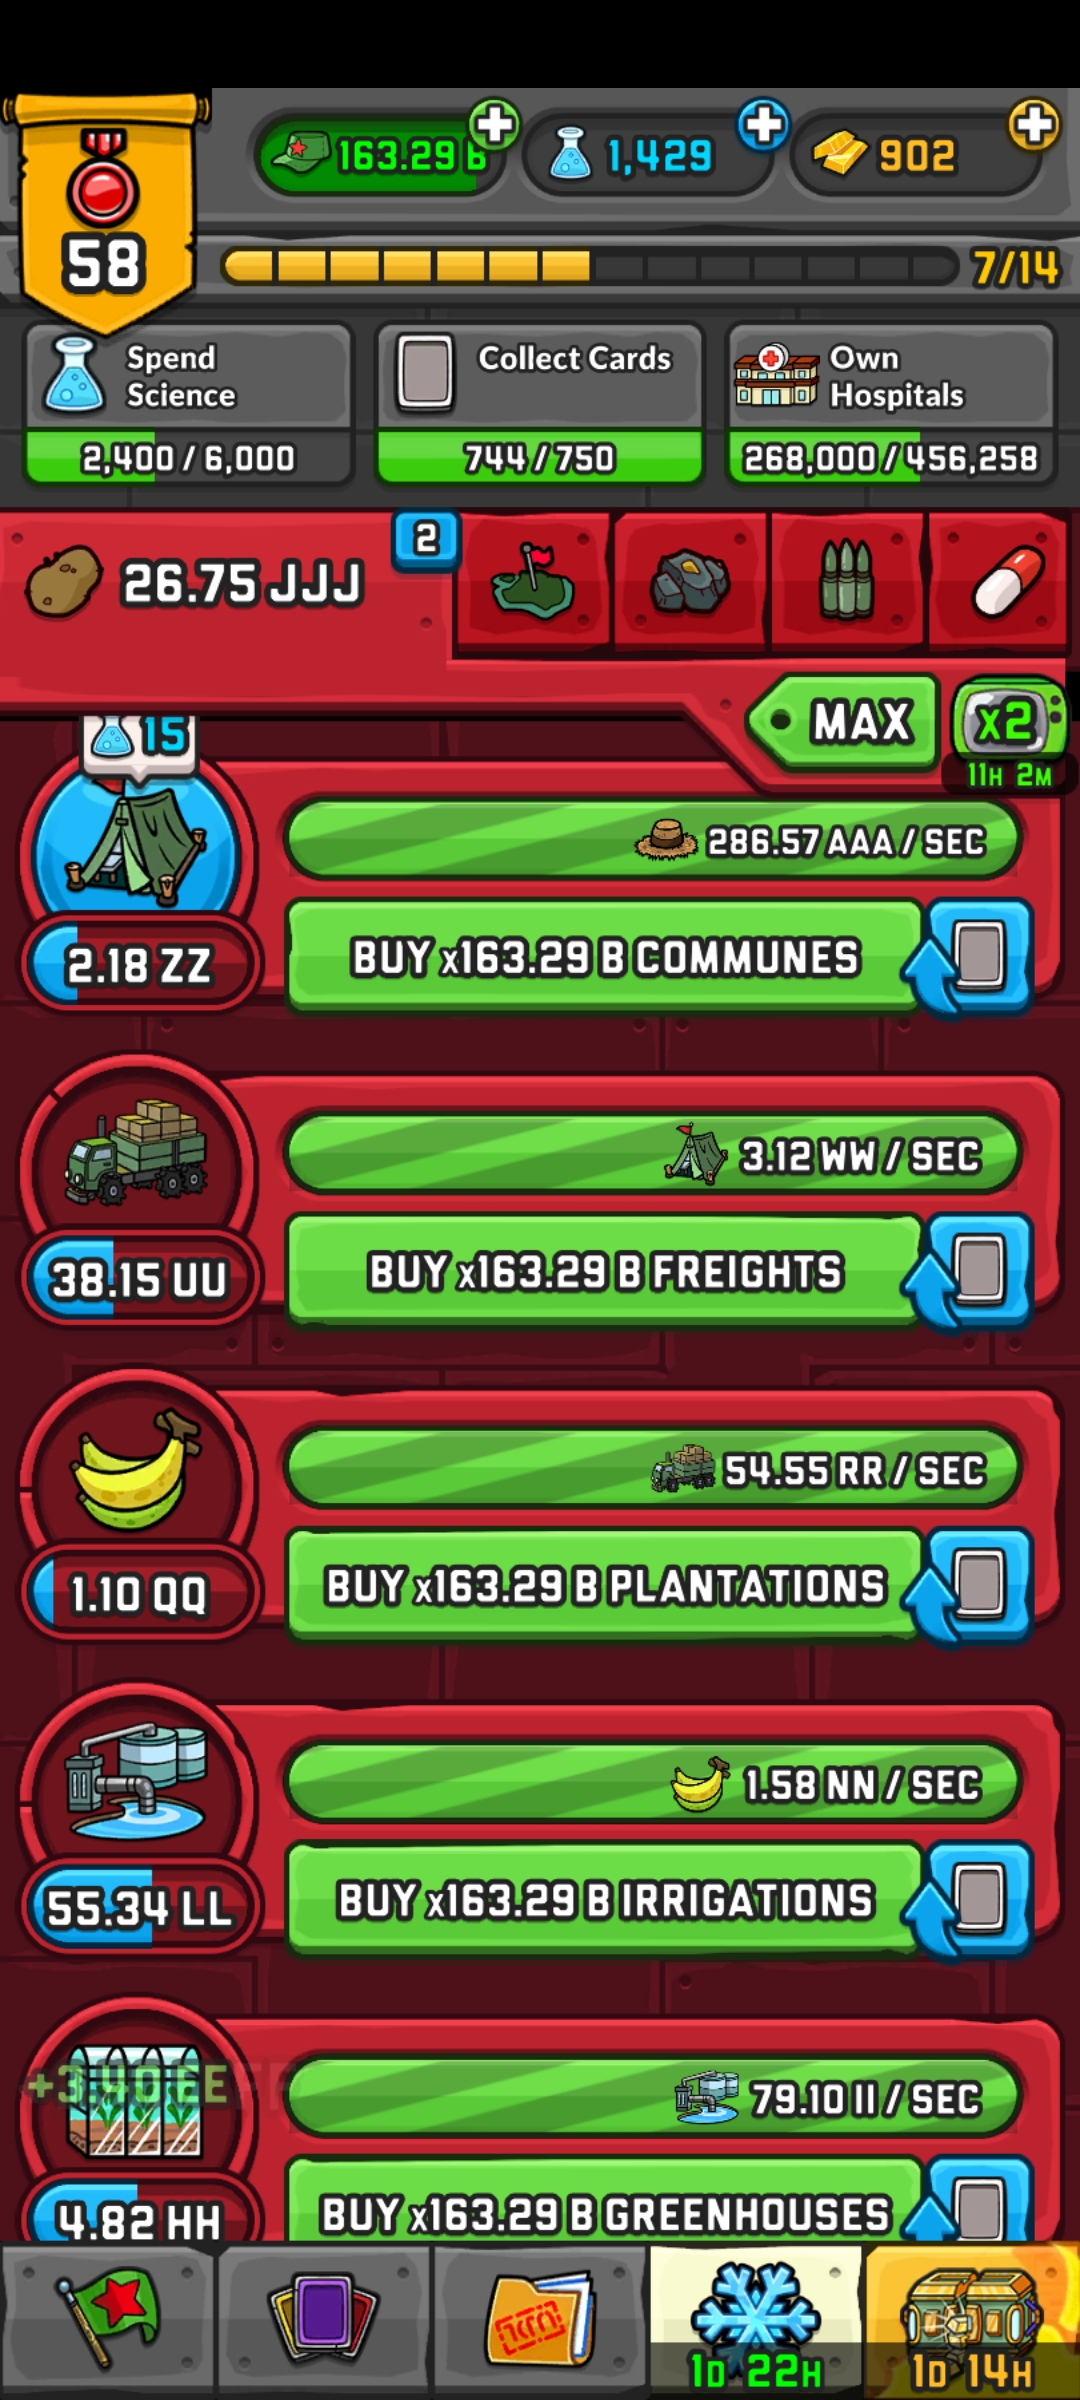 163.29 B
1,429
902
58
7/14
Spend
Science
Collect Cards
Own
Hospitals
2,400 / 6,000
744 / 750
268,000 / 456,258
26.75 JJJ
2
MAX
x2
11H 2M
15
286.57 AAA / SEC
2.18 ZZ
BUY x163.29 B COMMUNES
3.12 WW / SEC
38.15 UU
BUY x163.29 B FREIGHTS
54.55 RR / SEC
1.10 QQ
BUY x163.29 B PLANTATIONS
1.58 NN / SEC
55.34 LL
BUY x163.29 B IRRIGATIONS
79.10 II / SEC
4.82 HH
BUY x163.29 B GREENHOUSES
1D 22H
1D 14H